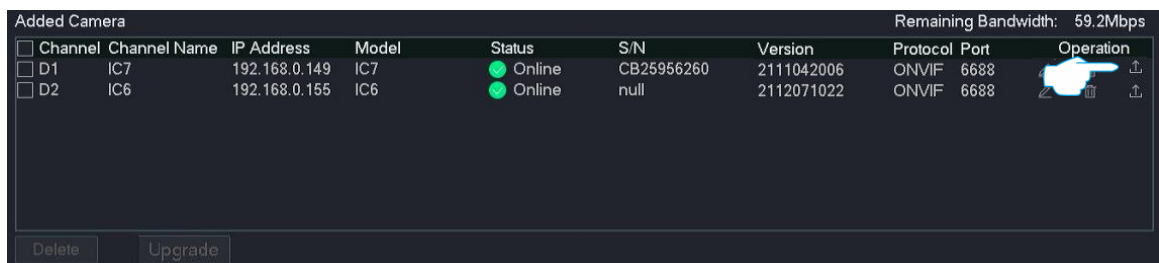 Added Camera Remaining Bandwidth: 59.2Mbps
Channel Channel Name IP Address Model Status S/N Version Protocol Port Operation
D1 IC7 192.168.0.149 IC7 Online CB25956260 2111042006 ONVIF 6688
D2 IC6 192.168.0.155 IC6 Online null 2112071022 ONVIF 6688
Delete Upgrade